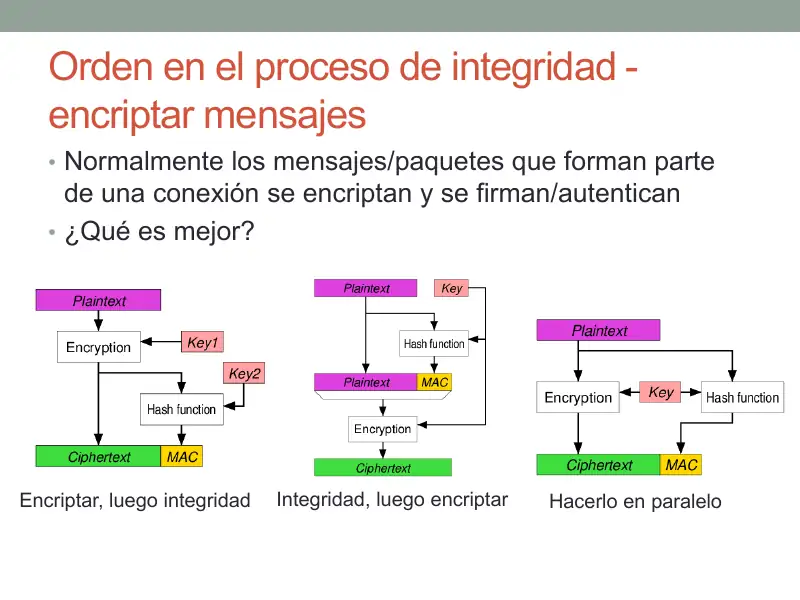 Orden en el proceso de integridad -
encriptar mensajes
• Normalmente los mensajes/paquetes que forman parte
de una conexión se encriptan y se firman/autentican
• ¿Qué es mejor?
Plaintext
Encryption
Key1
Key2
Hash function
Ciphertext
MAC
Encriptar, luego integridad
Plaintext
Key
Hash function
Plaintext
MAC
Encryption
Ciphertext
Integridad, luego encriptar
Plaintext
Encryption
Key
Hash function
Ciphertext
MAC
Hacerlo en paralelo